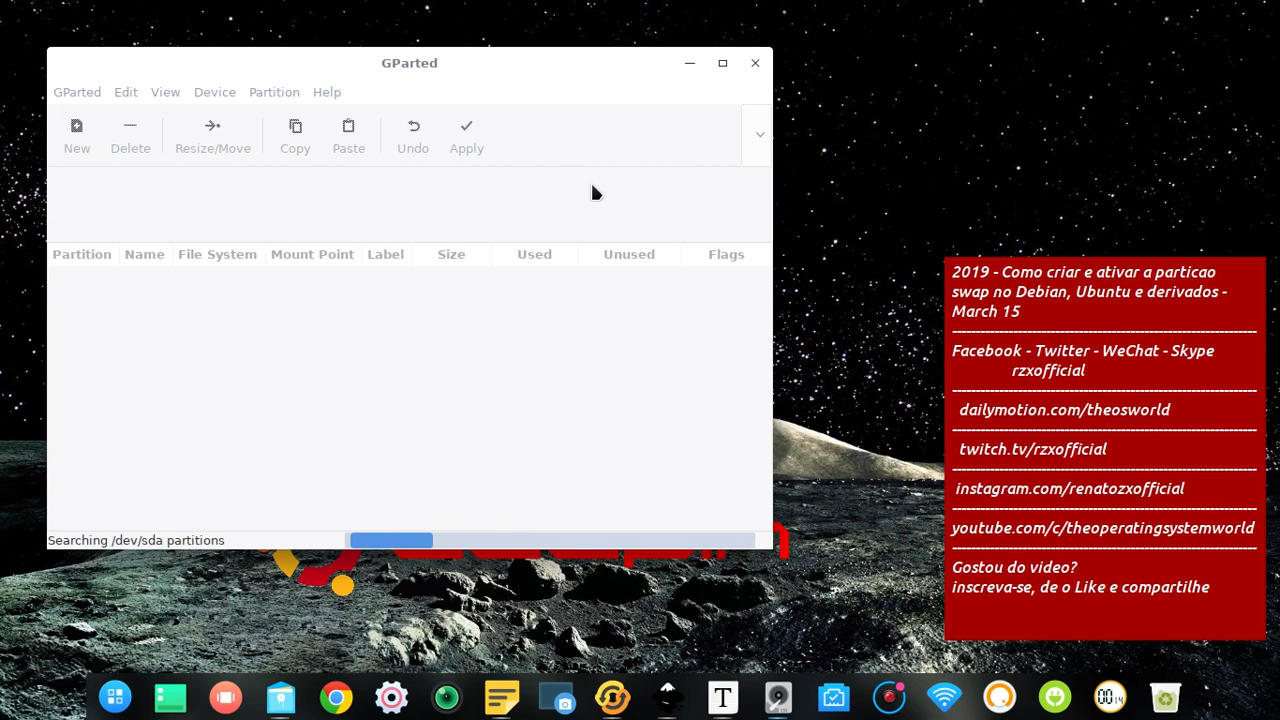 GParted
GParted Edit View Device Partition Help
New Delete Resize/Move Copy Paste Undo Apply
Partition Name File System Mount Point Label Size Used Unused Flags
Searching /dev/sda partitions
2019 - Como criar e ativar a particao
swap no Debian, Ubuntu e derivados -
March 15
Facebook - Twitter - WeChat - Skype
rzxofficial
dailymotion.com/theosworld
twitch.tv/rzxofficial
instagram.com/renatozxofficial
youtube.com/c/theoperatingsystemworld
Gostou do video?
inscreva-se, de o Like e compartilhe
T